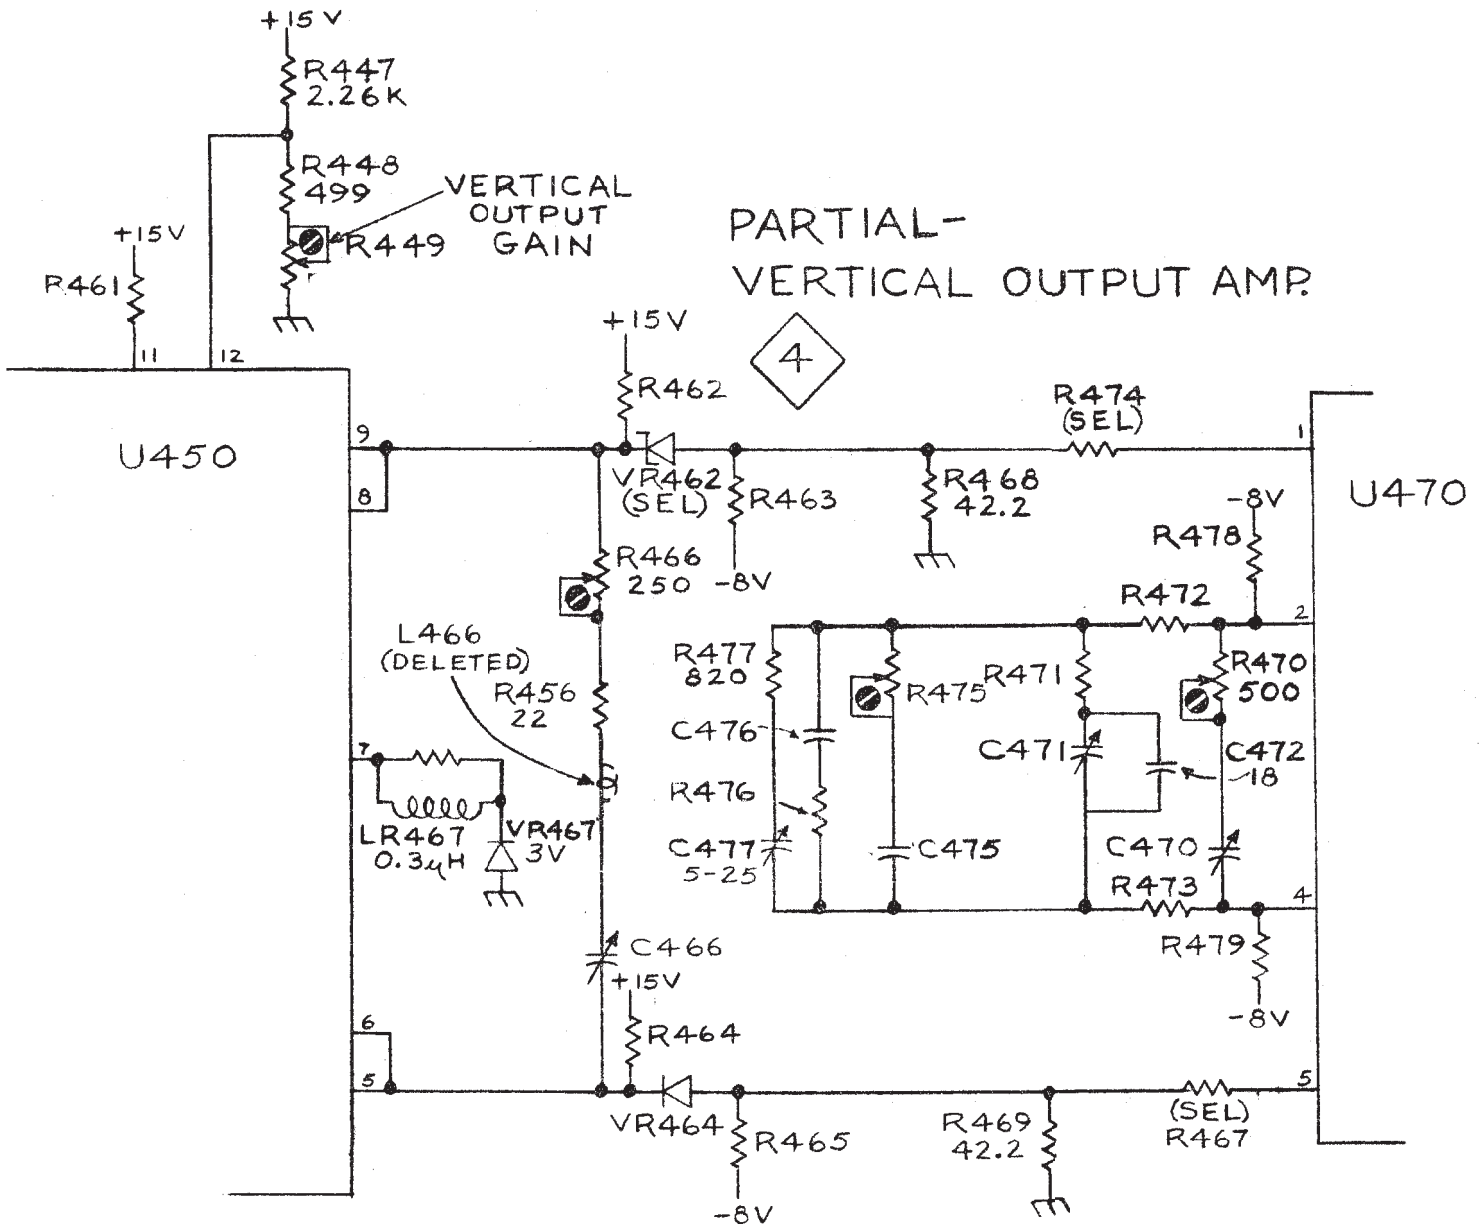 +15V
R447
2.26K
R448
499
VERTICAL
OUTPUT
GAIN
R449
+15V
R461
11
12
PARTIAL-
VERTICAL OUTPUT AMP.
4
+15V
R462
R474
(SEL)
U450
9
8
1
VR462
(SEL)
R463
-8V
R468
42.2
U470
-8V
R478
R466
250
R472
2
L466
(DELETED)
R456
22
R477
820
R475
R471
R470
500
C476
C471
C472
18
7
R476
LR467
0.3µH
VR467
3V
C477
5-25
C475
C470
R473
4
R479
-8V
C466
+15V
R464
6
5
VR464
R465
-8V
R469
42.2
5
(SEL)
R467